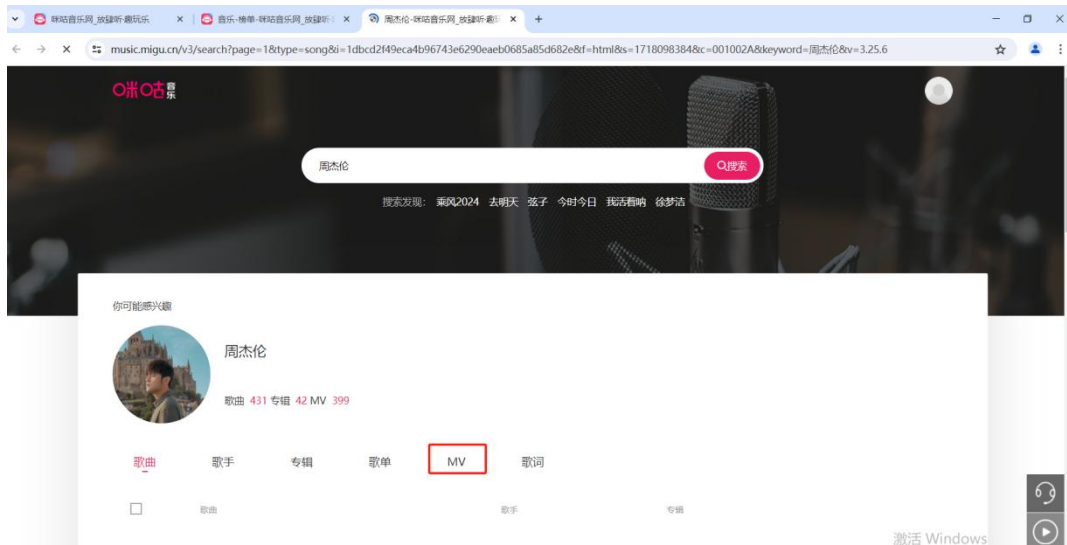 咪咕音乐网_放肆听·趣玩乐
音乐-榜单-咪咕音乐网_放肆听·
周杰伦-咪咕音乐网_放肆听·趣玩
music.migu.cn/v3/search?page=1&type=song&i=1dbcd2f49eca4b96743e6290eaeb0685a85d682e&f=html&s=1718098384&c=001002A&keyword=周杰伦&v=3.25.6
咪咕音乐
周杰伦 搜索
搜索发现： 乘风2024 去明天 弦子 今时今日 我活着呐 徐梦洁
你可能感兴趣
周杰伦
歌曲 431 专辑 42 MV 399
歌曲 歌手 专辑 歌单 MV 歌词
歌曲 歌手 专辑
激活 Windows